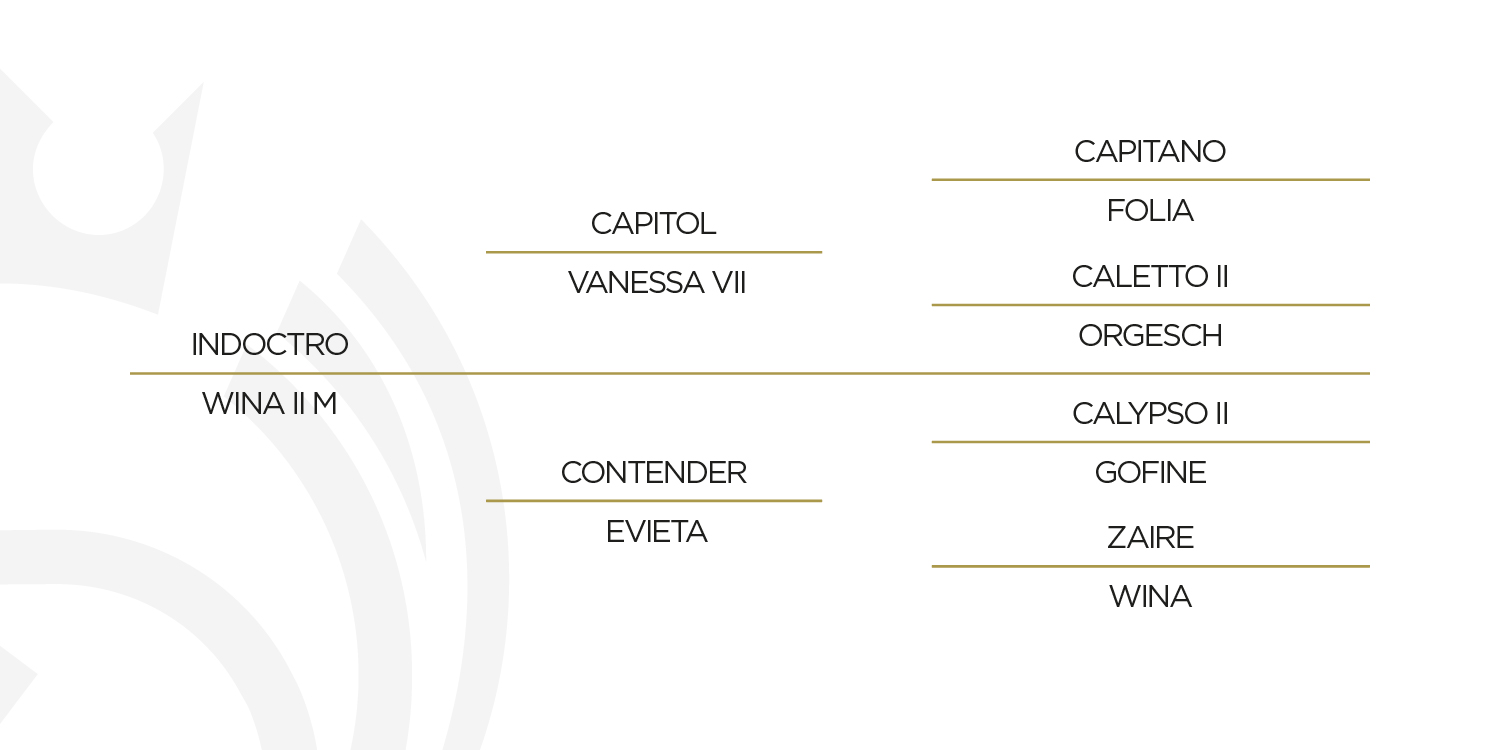 CAPITANO
FOLIA
CAPITOL
VANESSA VII
CALETTO II
ORGESCH
INDOCTRO
WINA II M
CALYPSO II
GOFINE
CONTENDER
EVIETA
ZAIRE
WINA